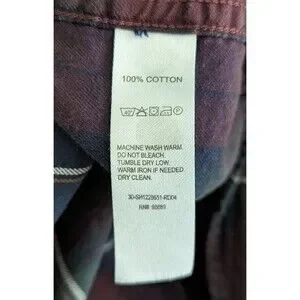 100% COTTON
MACHINE WASH WARM.
DO NOT BLEACH.
TUMBLE DRY LOW.
WARM IRON IF NEEDED.
DRY CLEAN.